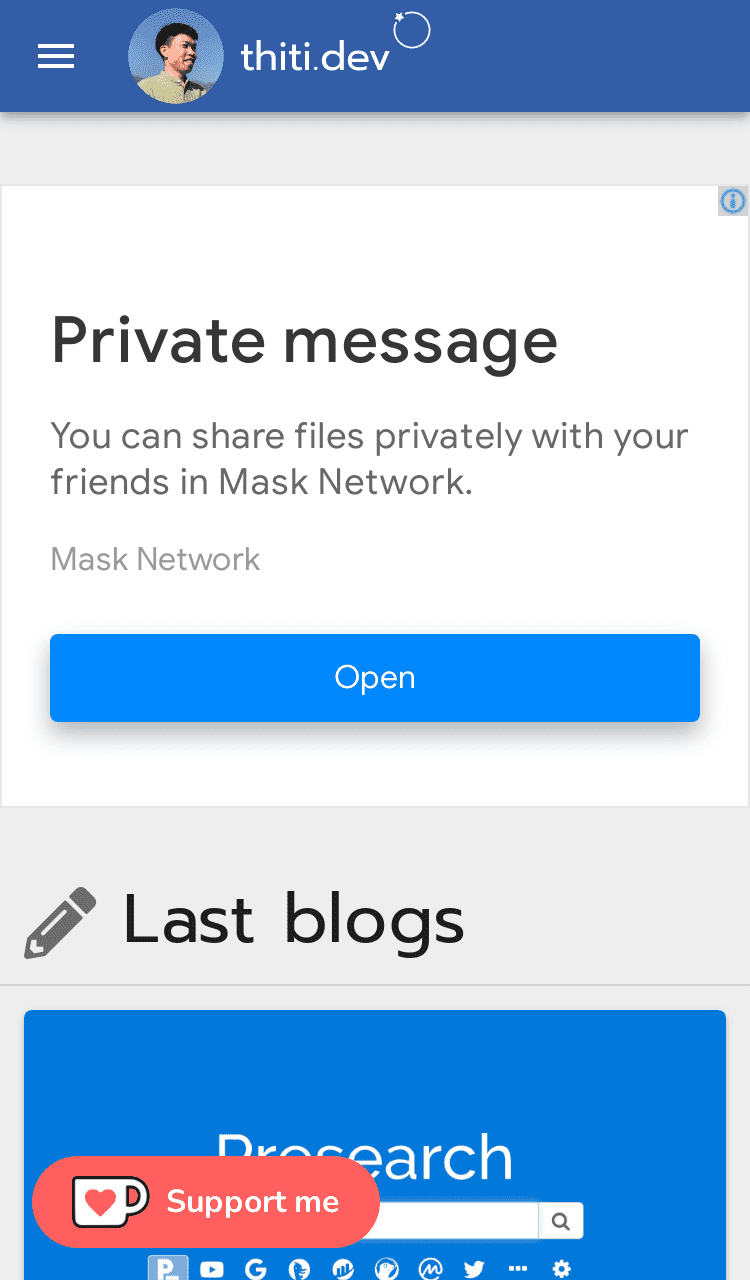 thiti.dev
Private message
You can share files privately with your
friends in Mask Network.
Mask Network
Open
Last blogs
Presearch
Support me